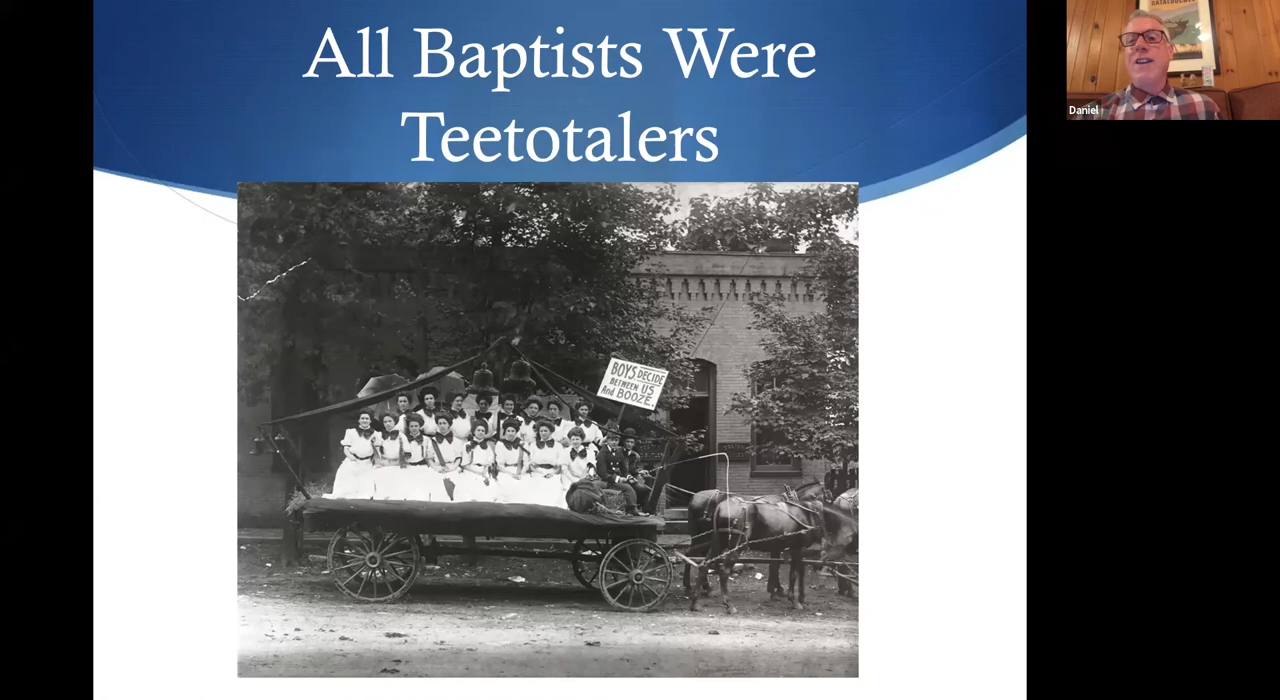 All Baptists Were
Teetotalers
BOYS DECIDE
BETWEEN US
And BOOZE.
Daniel